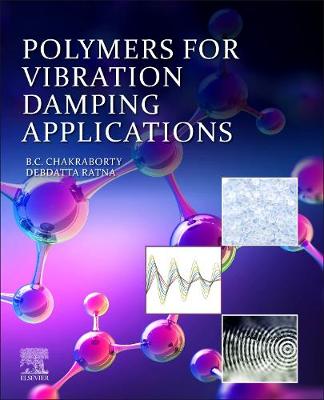 POLYMERS FOR
VIBRATION
DAMPING
APPLICATIONS
B.C. CHAKRABORTY
DEBDATTA RATNA
ELSEVIER